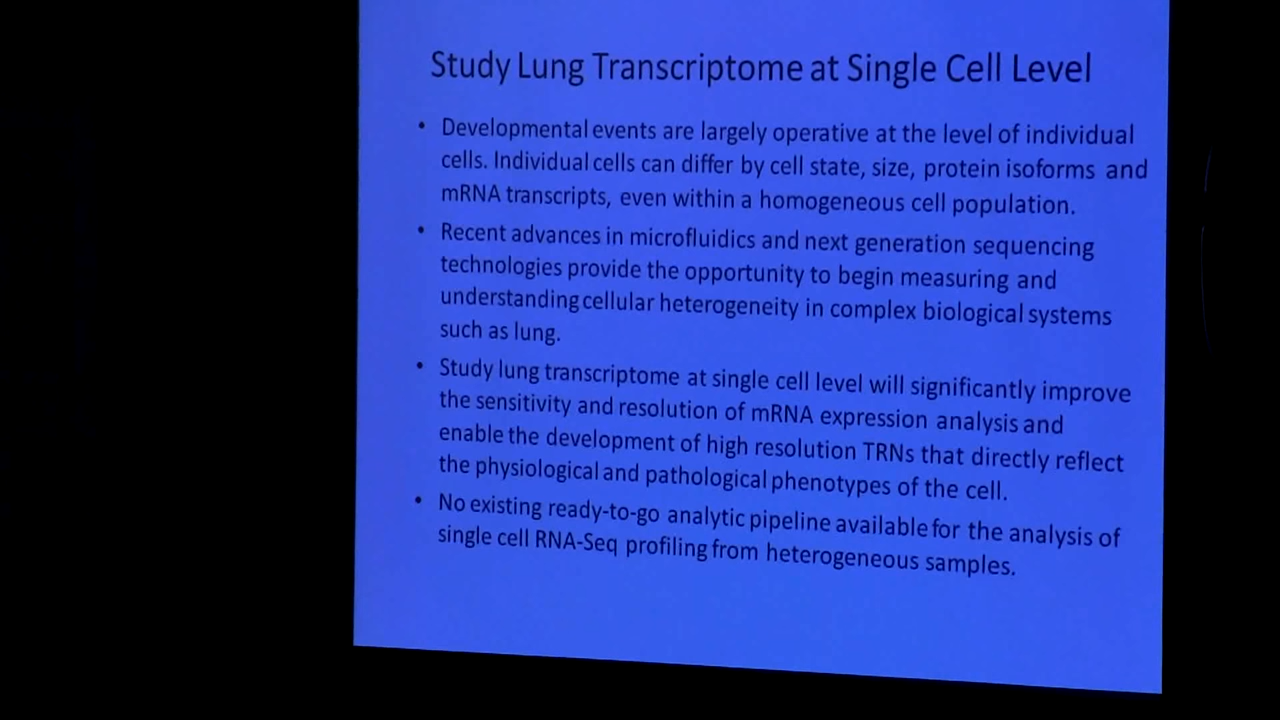 Study Lung Transcriptome at Single Cell Level
• Developmental events are largely operative at the level of individual
cells. Individual cells can differ by cell state, size, protein isoforms and
mRNA transcripts, even within a homogeneous cell population.
• Recent advances in microfluidics and next generation sequencing
technologies provide the opportunity to begin measuring and
understanding cellular heterogeneity in complex biological systems
such as lung.
• Study lung transcriptome at single cell level will significantly improve
the sensitivity and resolution of mRNA expression analysis and
enable the development of high resolution TRNs that directly reflect
the physiological and pathological phenotypes of the cell.
• No existing ready-to-go analytic pipeline available for the analysis of
single cell RNA-Seq profiling from heterogeneous samples.